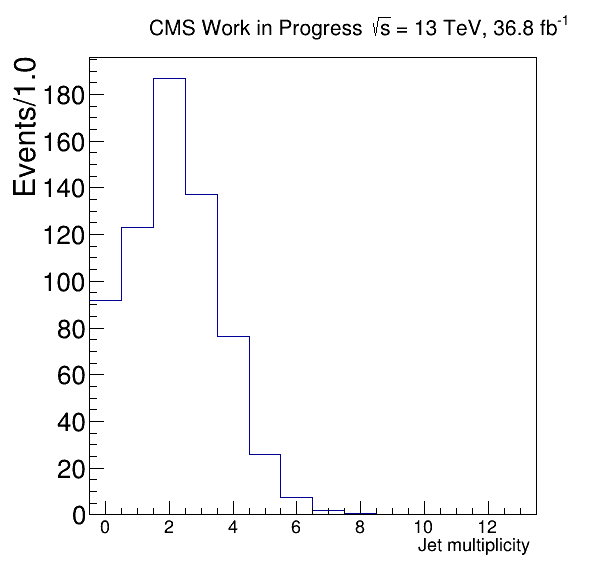 CMS Work in Progress √s = 13 TeV, 36.8 fb⁻¹
Events/1.0
180
160
140
120
100
80
60
40
20
0
0 2 4 6 8 10 12
Jet multiplicity